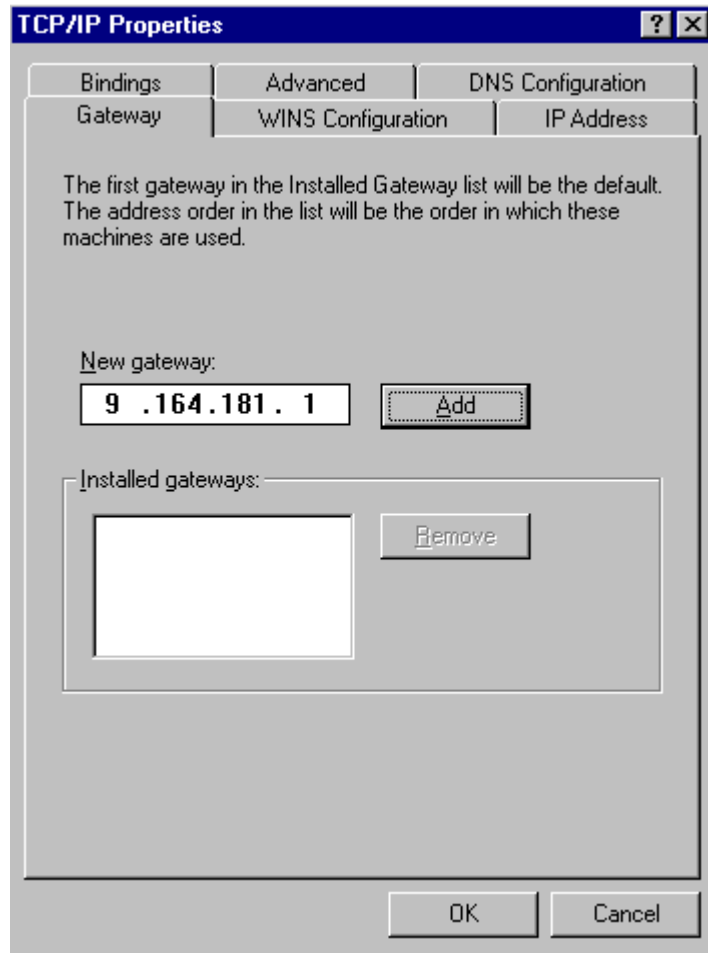 TCP/IP Properties
Bindings Advanced DNS Configuration
Gateway WINS Configuration IP Address
The first gateway in the Installed Gateway list will be the default.
The address order in the list will be the order in which these
machines are used.
New gateway:
9 .164.181. 1 Add
Installed gateways:
Remove
OK Cancel